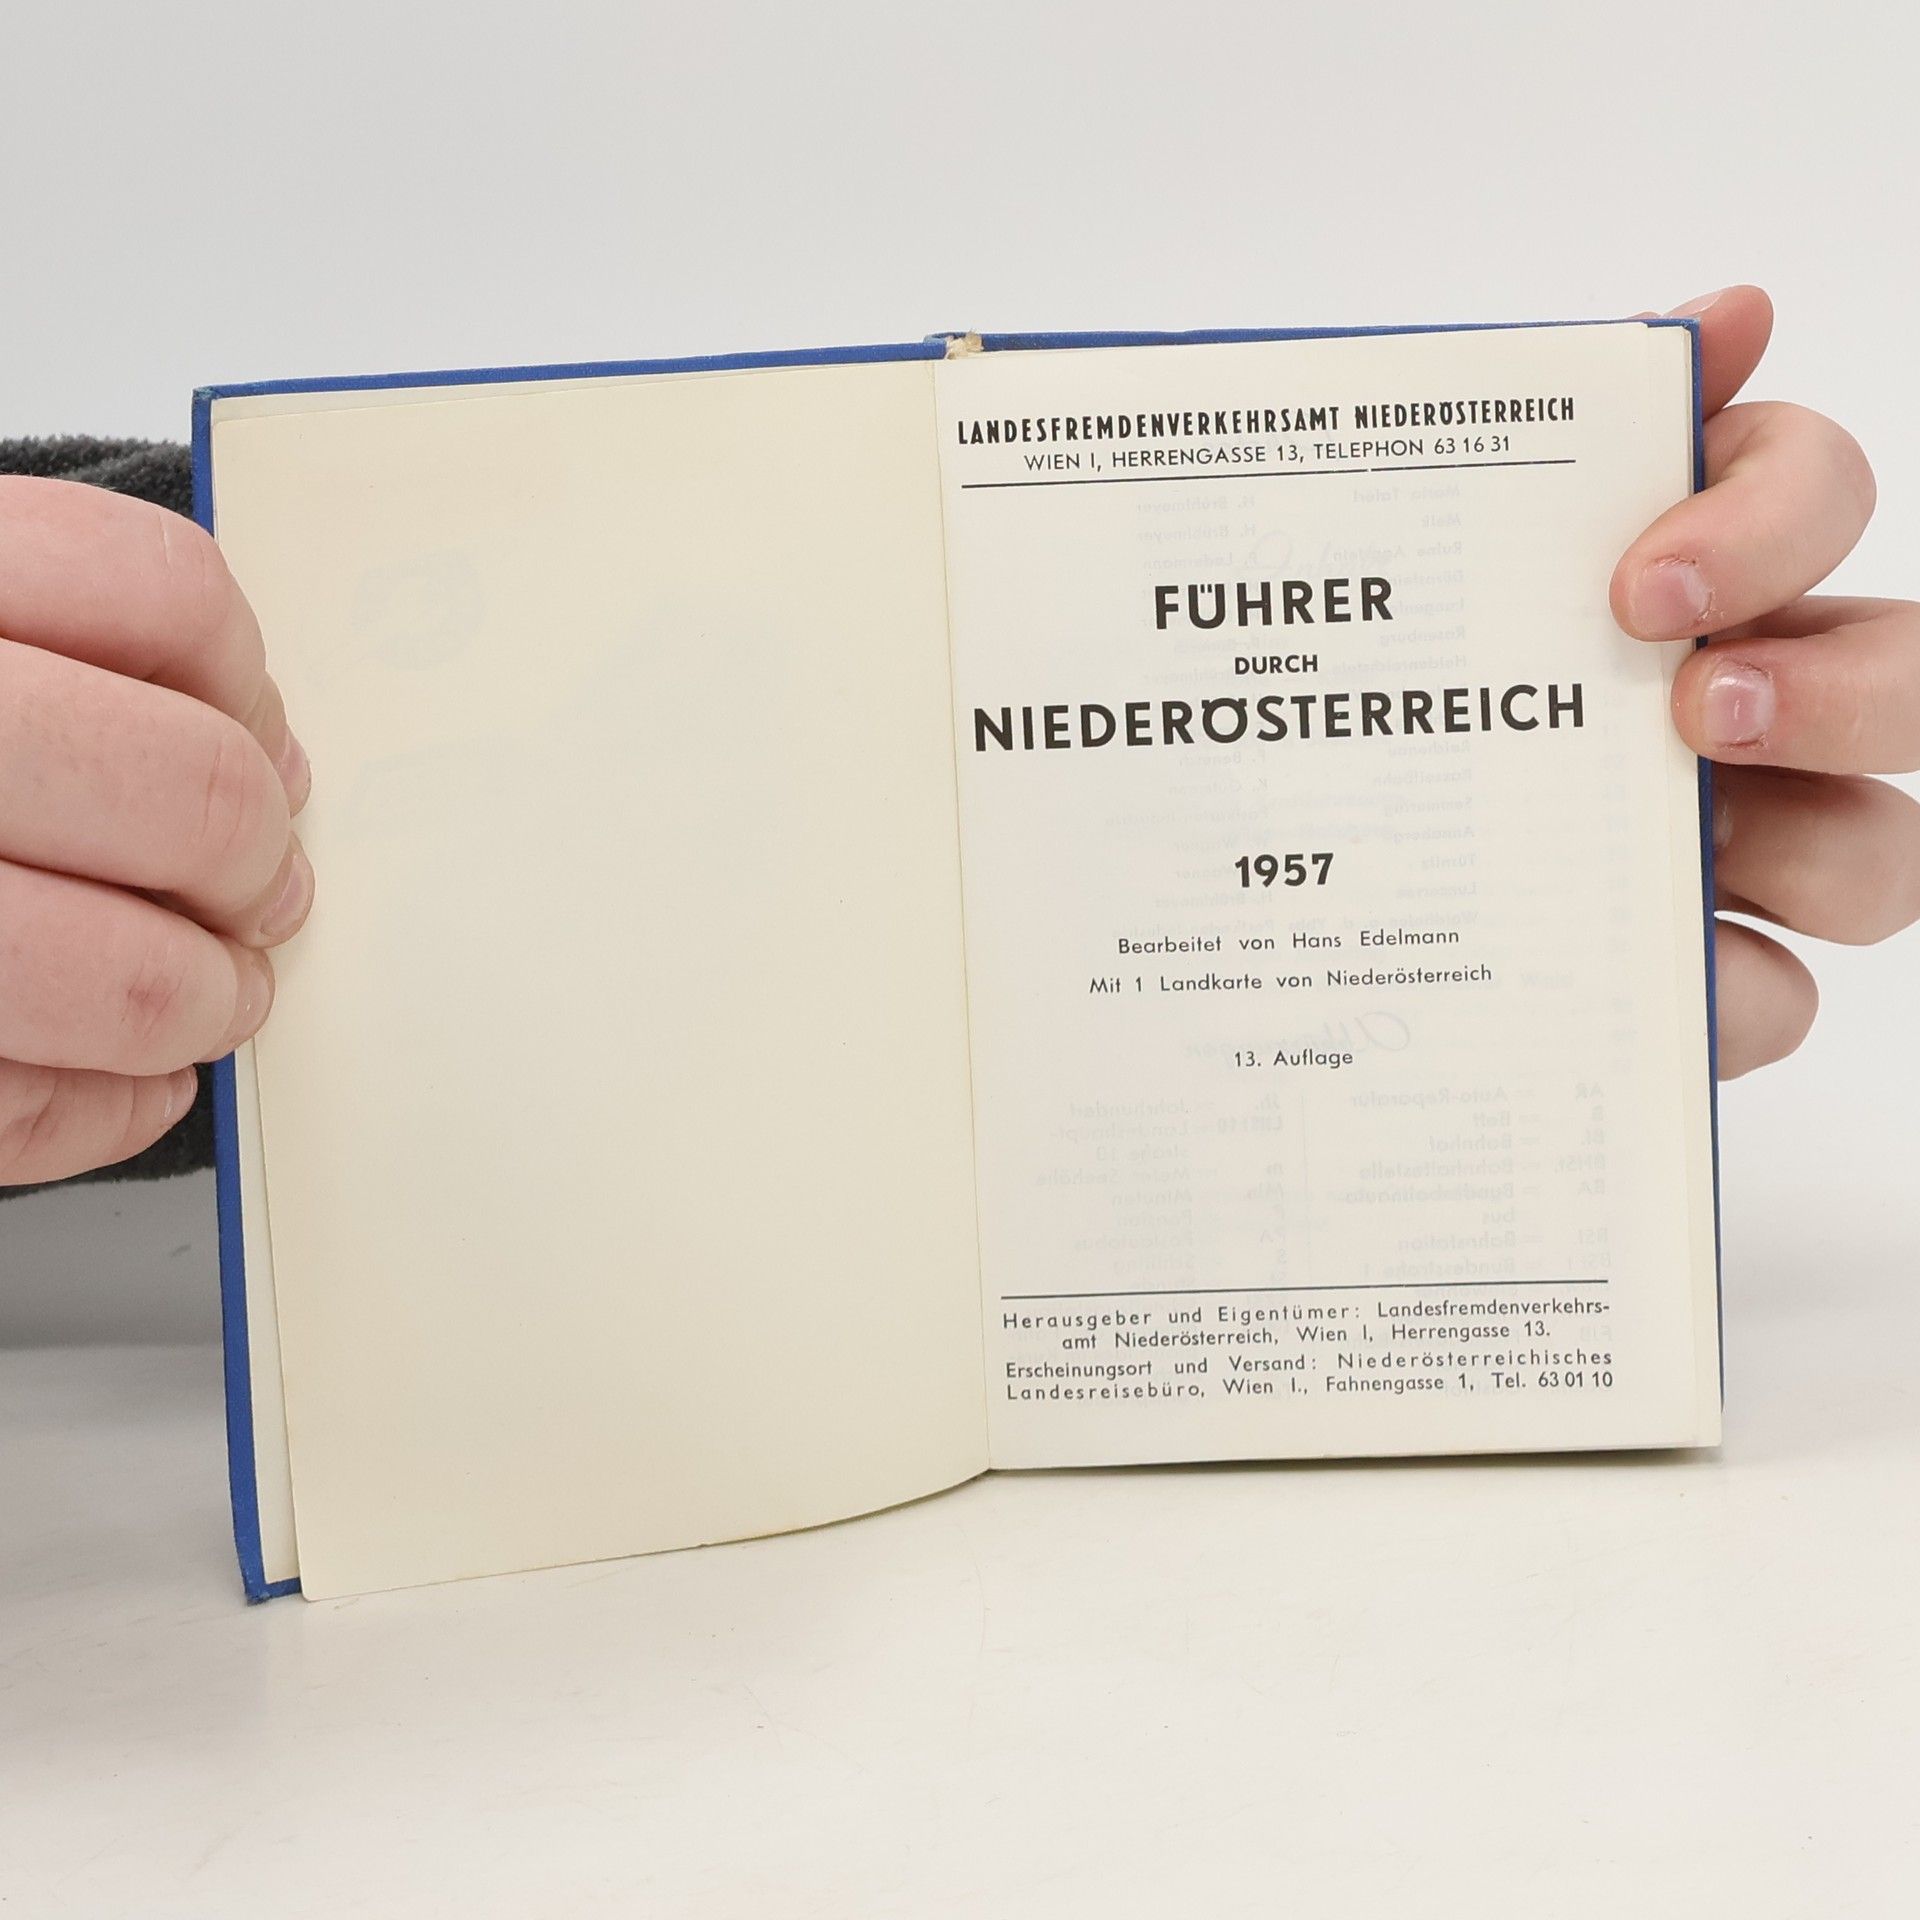 LANDESFREMDENVERKEHRSAMT NIEDERÖSTERREICH
WIEN I, HERRENGASSE 13, TELEPHON 63 16 31
FÜHRER
DURCH
NIEDERÖSTERREICH
1957
Bearbeitet von Hans Edelmann
Mit 1 Landkarte von Niederösterreich
13. Auflage
Herausgeber und Eigentümer: Landesfremdenverkehrs-
amt Niederösterreich, Wien I, Herrengasse 13.
Erscheinungsort und Versand: Niederösterreichisches
Landesreisebüro, Wien I., Fahnengasse 1, Tel. 63 01 10